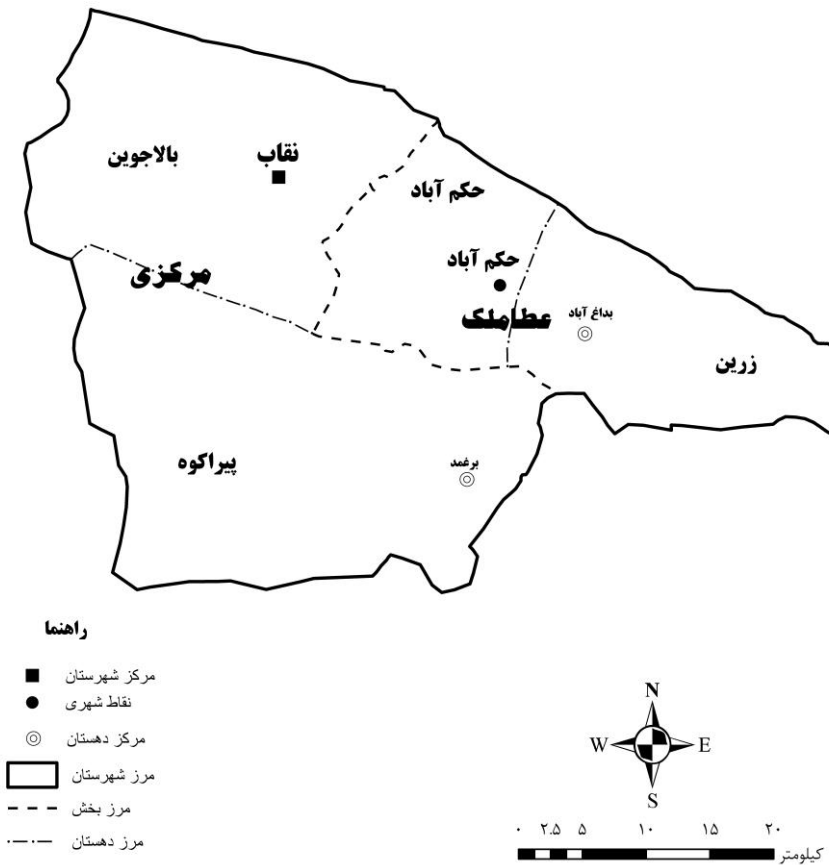 بالاجوین
نقاب
حکم آباد
حکم آباد
مرکزی
عطاملک
بداغ آباد
زرین
پیراکوه
برغمد
راهنما
مرکز شهرستان
نقاط شهری
مرکز دهستان
مرز شهرستان
مرز بخش
مرز دهستان
N
W
E
S
۰ ۲.۵ ۵ ۱۰ ۱۵ ۲۰
کیلومتر